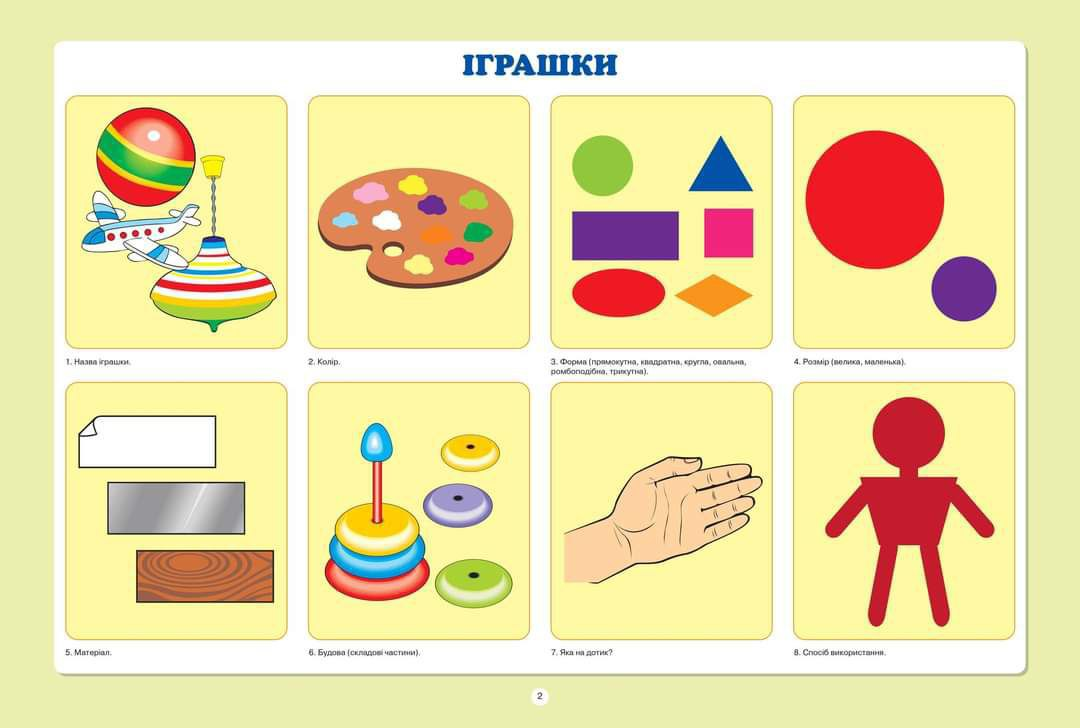 ІГРАШКИ
1. Назва іграшки.
2. Колір.
3. Форма (прямокутна, квадратна, кругла, овальна,
ромбоподібна, трикутна).
4. Розмір (велика, маленька).
5. Матеріал.
6. Будова (складові частини).
7. Яка на дотик?
8. Спосіб використання.
2